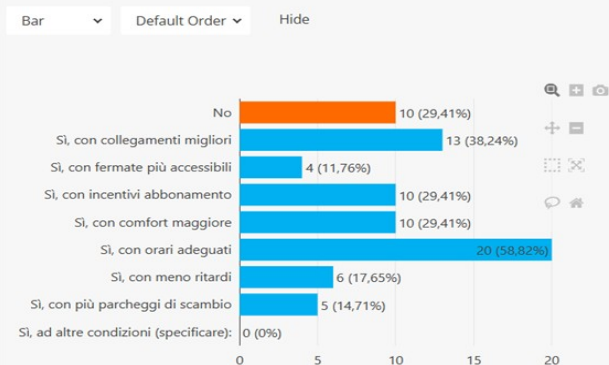 Bar Default Order Hide
No 10 (29,41%)
Sì, con collegamenti migliori 13 (38,24%)
Sì, con fermate più accessibili 4 (11,76%)
Sì, con incentivi abbonamento 10 (29,41%)
Sì, con comfort maggiore 10 (29,41%)
Sì, con orari adeguati 20 (58,82%)
Sì, con meno ritardi 6 (17,65%)
Sì, con più parcheggi di scambio 5 (14,71%)
Sì, ad altre condizioni (specificare): 0 (0%)
0 5 10 15 20